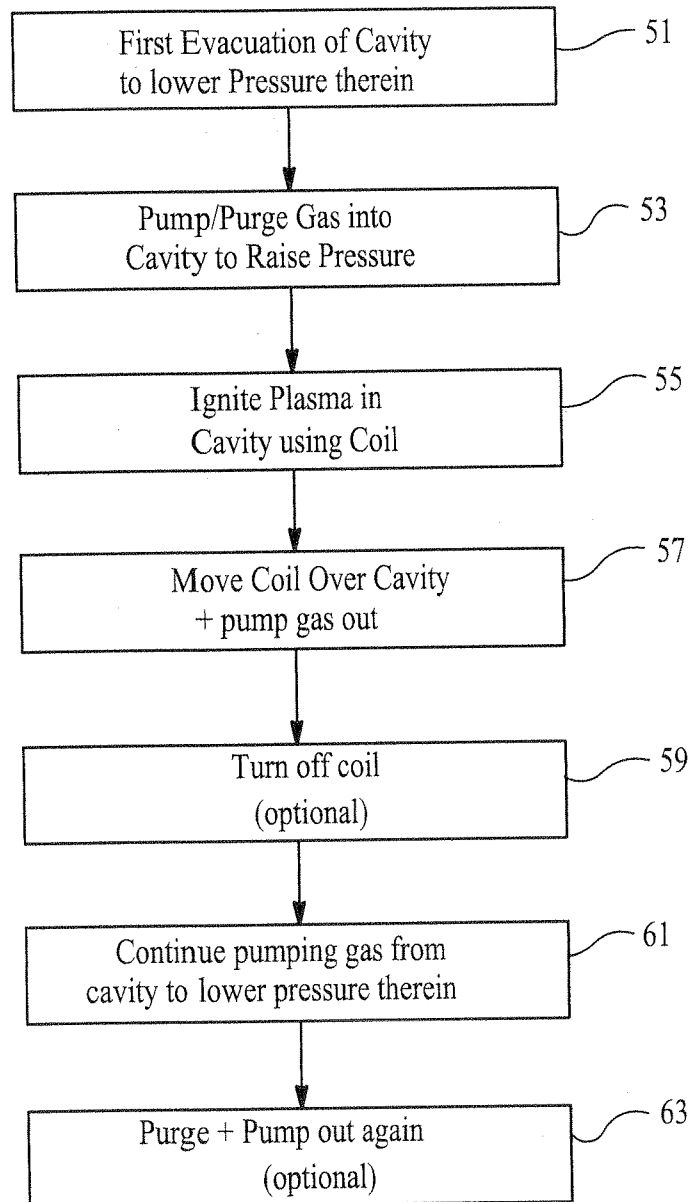 First Evacuation of Cavity
to lower Pressure therein
51
Pump/Purge Gas into
Cavity to Raise Pressure
53
Ignite Plasma in
Cavity using Coil
55
Move Coil Over Cavity
+ pump gas out
57
Turn off coil
(optional)
59
Continue pumping gas from
cavity to lower pressure therein
61
Purge + Pump out again
(optional)
63